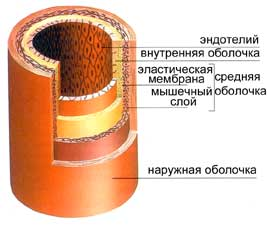 эндотелий
внутренняя оболочка
эластическая
мембрана
средняя
мышечный
оболочка
слой
наружная оболочка